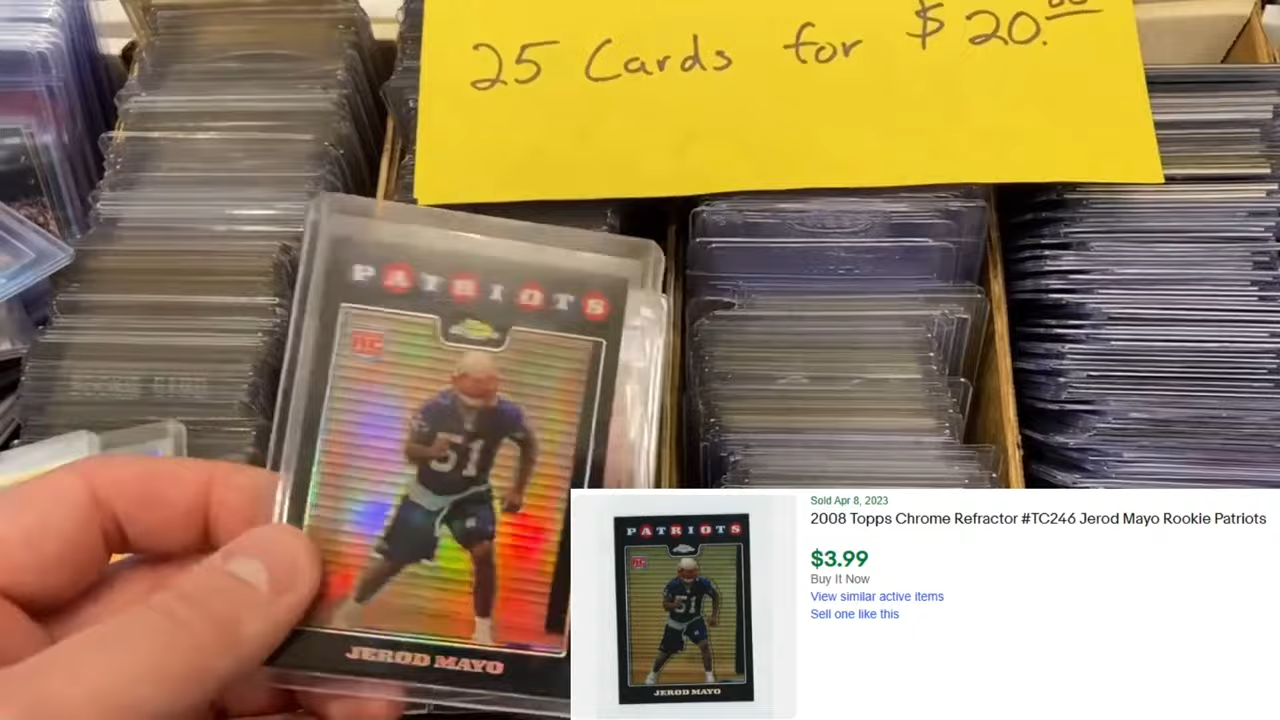 25 Cards for $20.00
PATRIOTS
RC
51
JEROD MAYO
Sold Apr 8, 2023
2008 Topps Chrome Refractor #TC246 Jerod Mayo Rookie Patriots
$3.99
Buy It Now
View similar active items
Sell one like this
PATRIOTS
RC
51
JEROD MAYO